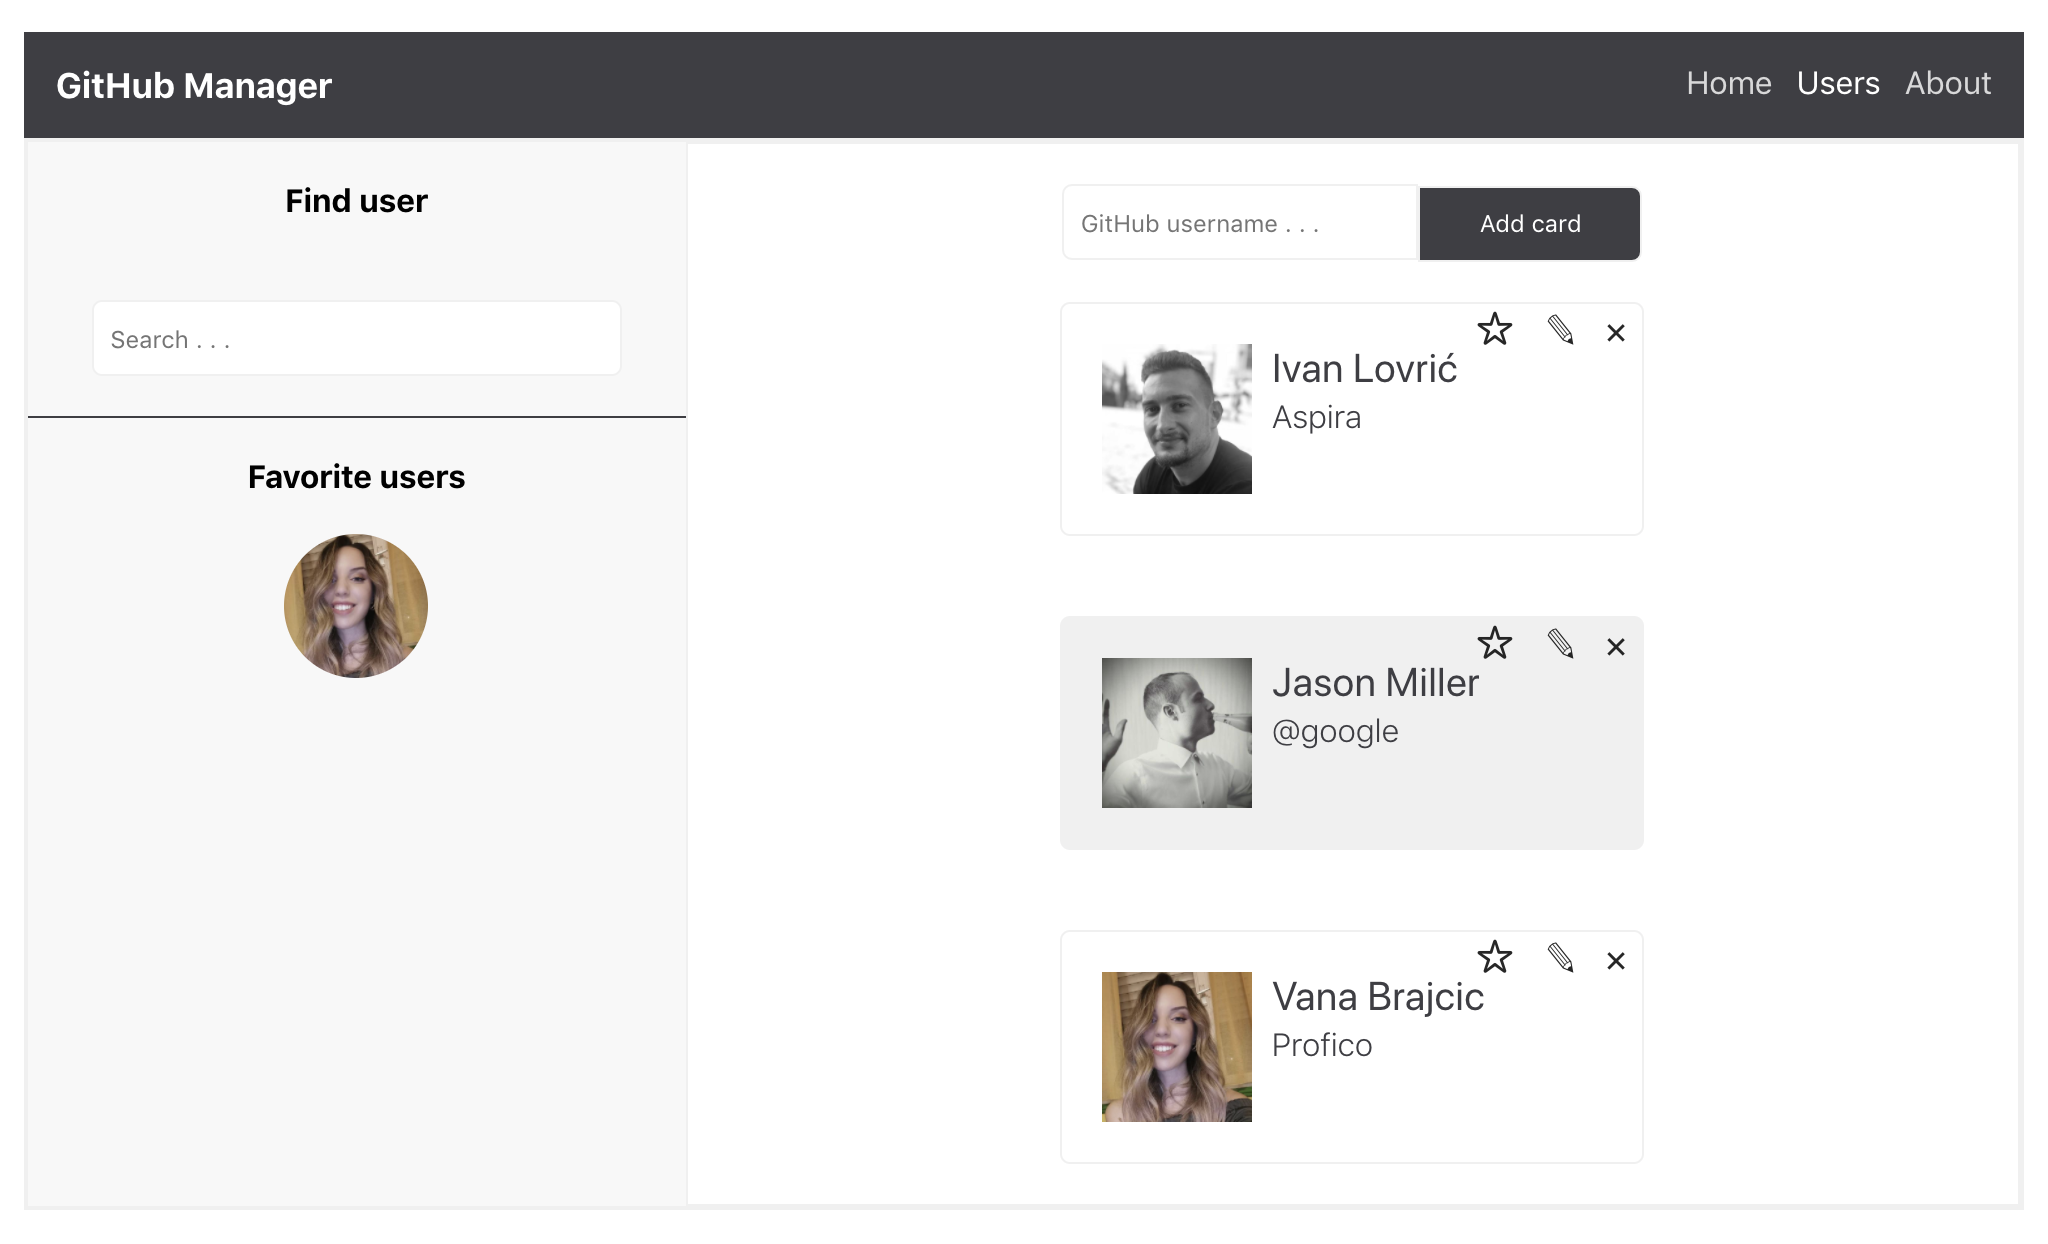 GitHub Manager
Home Users About
Find user
Search . . .
Favorite users
GitHub username . . .
Add card
Ivan Lovrić
Aspira
Jason Miller
@google
Vana Brajcic
Profico